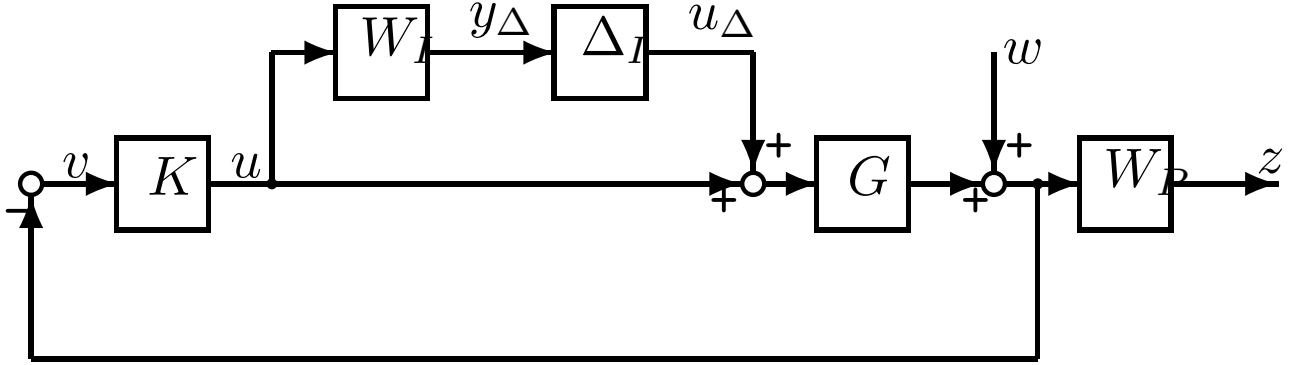 W_I y_Δ Δ_I u_Δ
w
+ +
v K u G W_P z
+ +
−